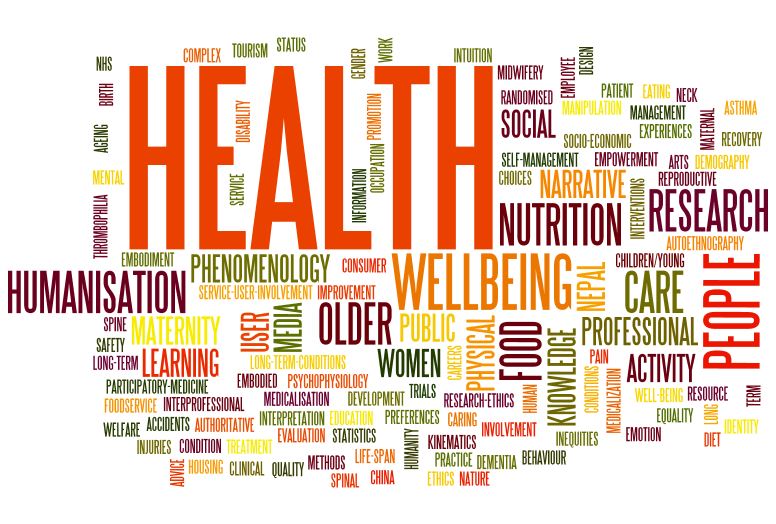 HEALTH
NHS
COMPLEX
TOURISM
STATUS
GENDER
WORK
INTUITION
BIRTH
AGEING
MENTAL
THROMBOPHILIA
DISABILITY
SERVICE
INFORMATION
OCCUPATION
PROMOTION
MIDWIFERY
EMPLOYEE
DESIGN
RANDOMISED
SOCIAL
PATIENT
EATING
NECK
MANIPULATION
MANAGEMENT
MATERNAL
ASTHMA
EXPERIENCES
SOCIO-ECONOMIC
RECOVERY
SELF-MANAGEMENT
EMPOWERMENT
ARTS
DEMOGRAPHY
CHOICES
NARRATIVE
INTERVENTIONS
REPRODUCTIVE
NUTRITION
RESEARCH
AUTOETHNOGRAPHY
EMBODIMENT
PHENOMENOLOGY
CONSUMER
WELLBEING
NEPAL
CHILDREN/YOUNG
CARE
PEOPLE
HUMANISATION
SERVICE-USER-INVOLVEMENT
IMPROVEMENT
SPINE
MATERNITY
USER
MEDIA
OLDER
PUBLIC
PHYSICAL
FOOD
KNOWLEDGE
PROFESSIONAL
SAFETY
LONG-TERM
LEARNING
LONG-TERM-CONDITIONS
WOMEN
CAREERS
PAIN
ACTIVITY
CONDITIONS
MEDICALIZATION
PARTICIPATORY-MEDICINE
EMBODIED
PSYCHOPHYSIOLOGY
TRIALS
HUMAN
WELL-BEING
RESOURCE
TERM
FOODSERVICE
INTERPROFESSIONAL
MEDICALISATION
DEVELOPMENT
RESEARCH-ETHICS
EQUALITY
LONG
IDENTITY
WELFARE
ACCIDENTS
AUTHORITATIVE
INTERPRETATION
EDUCATION
PREFERENCES
CARING
INVOLVEMENT
INEQUITIES
EMOTION
DIET
INJURIES
CONDITION
TREATMENT
EVALUATION
STATISTICS
HUMANITY
KINEMATICS
ADVICE
HOUSING
CLINICAL
QUALITY
METHODS
LIFE-SPAN
PRACTICE
DEMENTIA
BEHAVIOUR
SPINAL
CHINA
ETHICS
NATURE